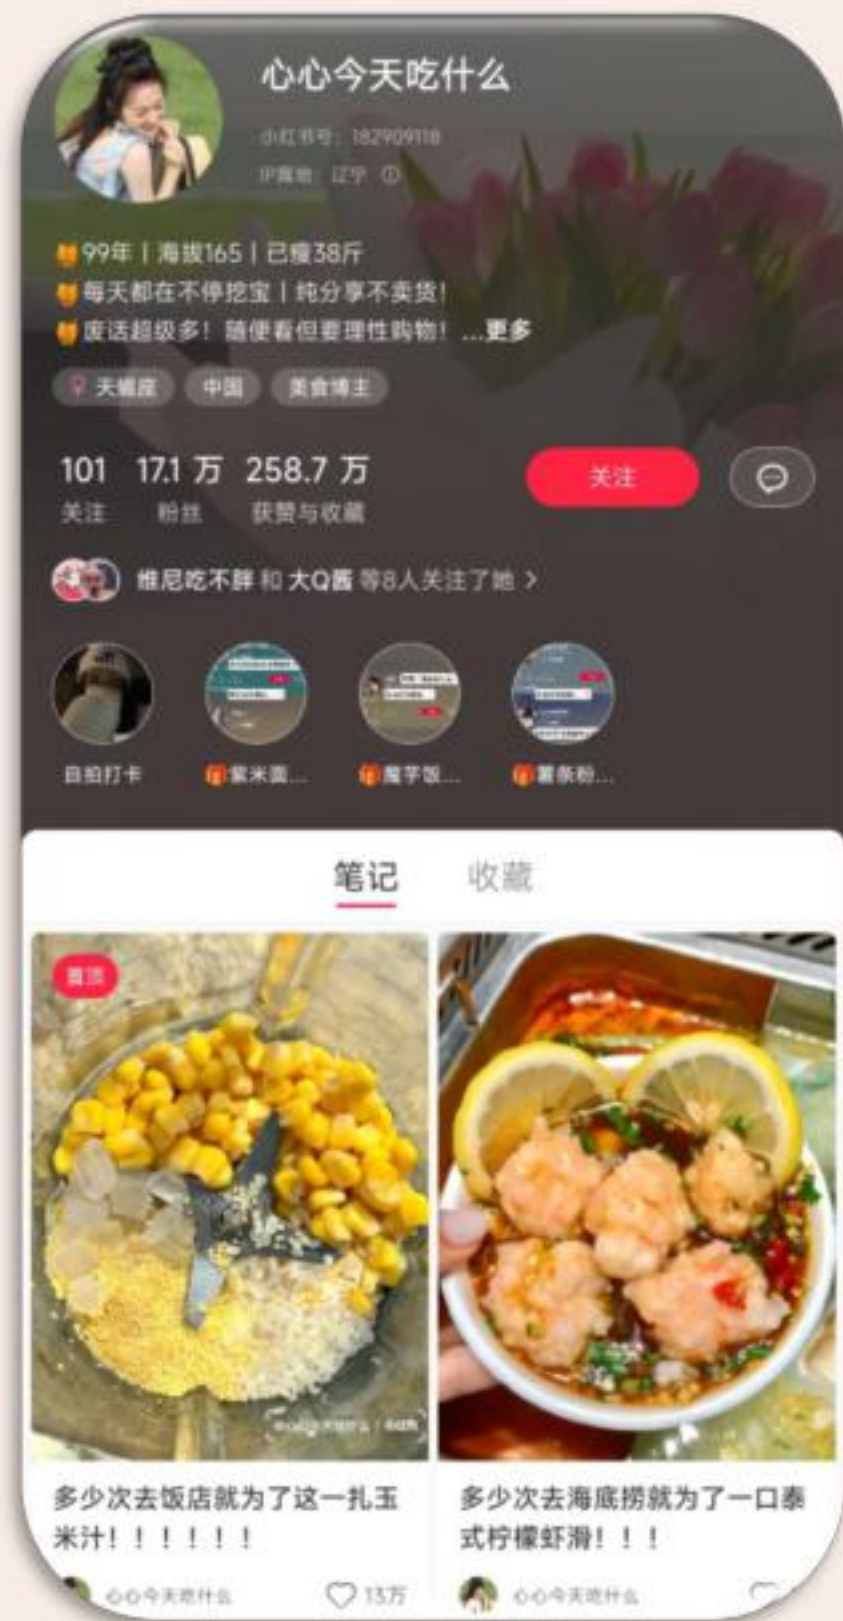 心心今天吃什么
小红书号：182909118
IP属地：辽宁
99年丨海拔165丨已瘦38斤
每天都在不停挖宝丨纯分享不卖货！
废话超级多！随便看但要理性购物！...更多
天蝎座 中国 美食博主
101 17.1万 258.7万
关注 粉丝 获赞与收藏
关注
维尼吃不胖 和 大Q酱 等8人关注了她 >
自拍打卡 紫米面... 魔芋饭... 薯条粉...
笔记 收藏
置顶
多少次去饭店就为了这一扎玉
米汁！！！！！！
心心今天吃什么 13万
多少次去海底捞就为了一口泰
式柠檬虾滑！！！
心心今天吃什么